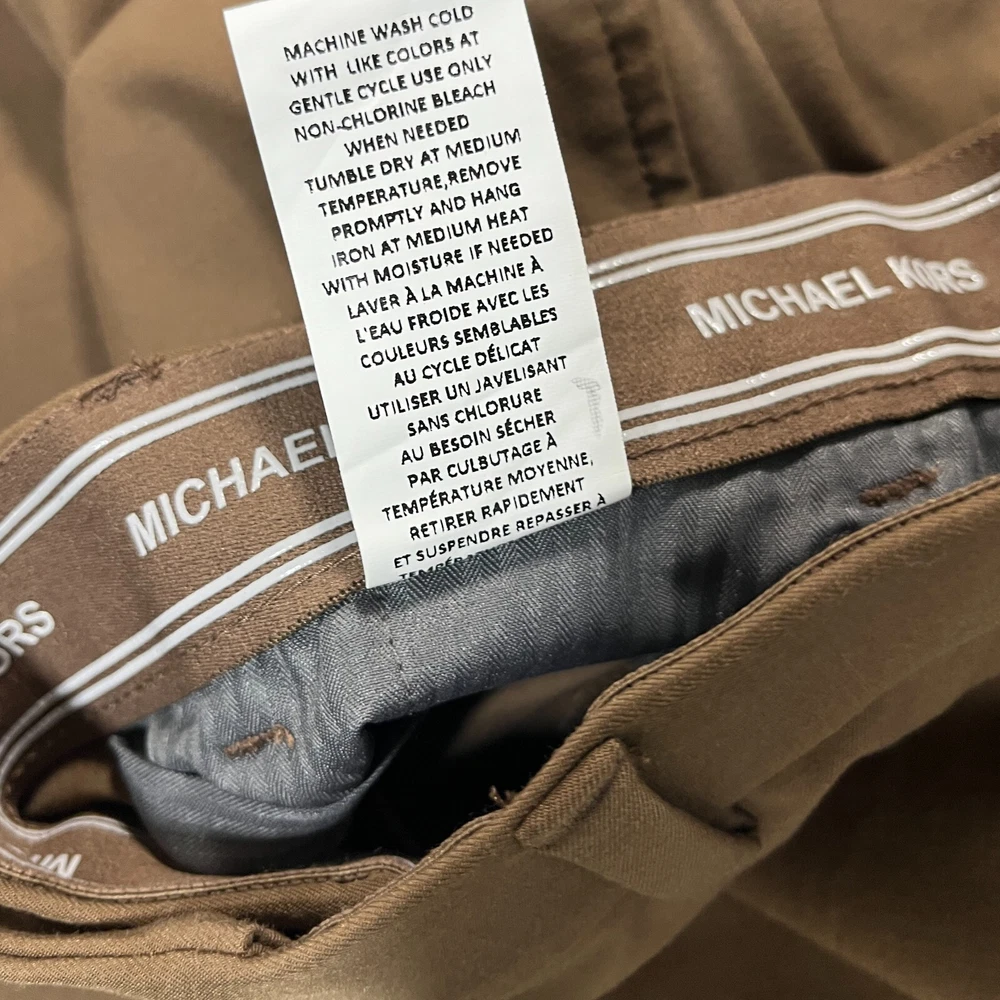 MACHINE WASH COLD
WITH LIKE COLORS AT
GENTLE CYCLE USE ONLY
NON-CHLORINE BLEACH
WHEN NEEDED
TUMBLE DRY AT MEDIUM
TEMPERATURE,REMOVE
PROMPTLY AND HANG
IRON AT MEDIUM HEAT
WITH MOISTURE IF NEEDED
LAVER À LA MACHINE À
L'EAU FROIDE AVEC LES
COULEURS SEMBLABLES
AU CYCLE DÉLICAT
UTILISER UN JAVELISANT
SANS CHLORURE
AU BESOIN SÉCHER
PAR CULBUTAGE À
TEMPÉRATURE MOYENNE,
RETIRER RAPIDEMENT
ET SUSPENDRE REPASSER À
MICHAEL KORS
MICHAEL
ORS